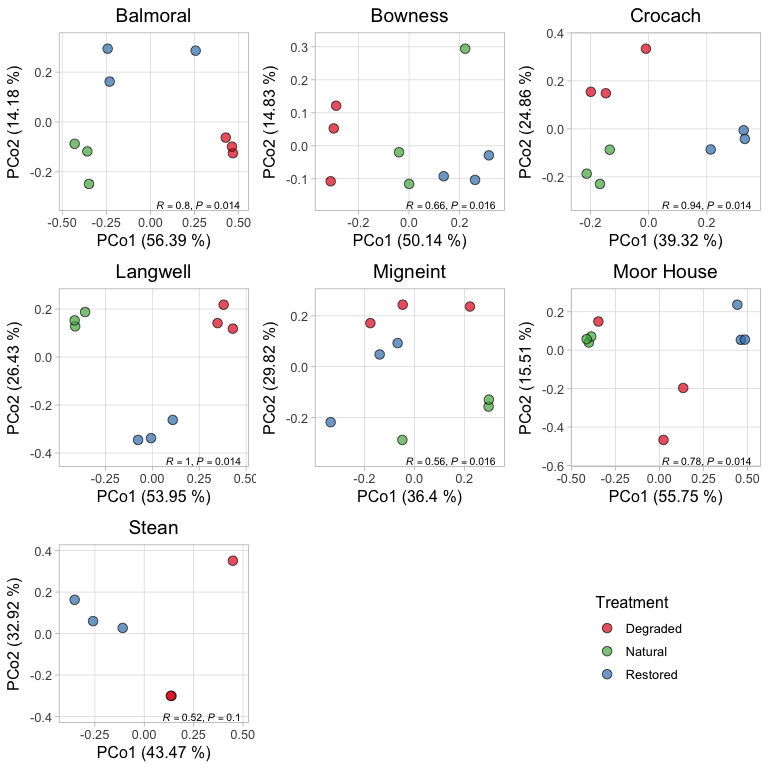 Balmoral
Bowness
Crocach
PCo2 (14.18 %)
0.2
0.0
-0.2
R = 0.8, P = 0.014
-0.50
-0.25
0.00
0.25
0.50
PCo1 (56.39 %)
PCo2 (14.83 %)
0.3
0.2
0.1
0.0
-0.1
R = 0.66, P = 0.016
-0.2
0.0
0.2
PCo1 (50.14 %)
PCo2 (24.86 %)
0.4
0.2
0.0
-0.2
R = 0.94, P = 0.014
-0.2
0.0
0.2
PCo1 (39.32 %)
Langwell
Migneint
Moor House
PCo2 (26.43 %)
0.2
0.0
-0.2
-0.4
R = 1, P = 0.014
-0.25
0.00
0.25
0.50
PCo1 (53.95 %)
PCo2 (29.82 %)
0.2
0.0
-0.2
R = 0.56, P = 0.016
-0.2
0.0
0.2
PCo1 (36.4 %)
PCo2 (15.51 %)
0.2
0.0
-0.2
-0.4
-0.6
R = 0.78, P = 0.014
-0.50
-0.25
0.00
0.25
0.50
PCo1 (55.75 %)
Stean
PCo2 (32.92 %)
0.4
0.2
0.0
-0.2
-0.4
R = 0.52, P = 0.1
-0.25
0.00
0.25
0.50
PCo1 (43.47 %)
Treatment
Degraded
Natural
Restored